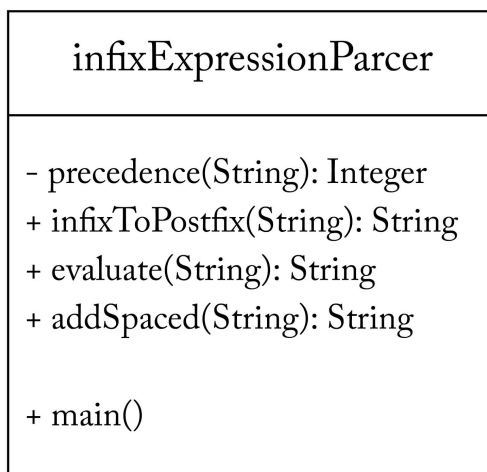 infixExpressionParcer
- precedence(String): Integer
+ infixToPostfix(String): String
+ evaluate(String): String
+ addSpaced(String): String
+ main()